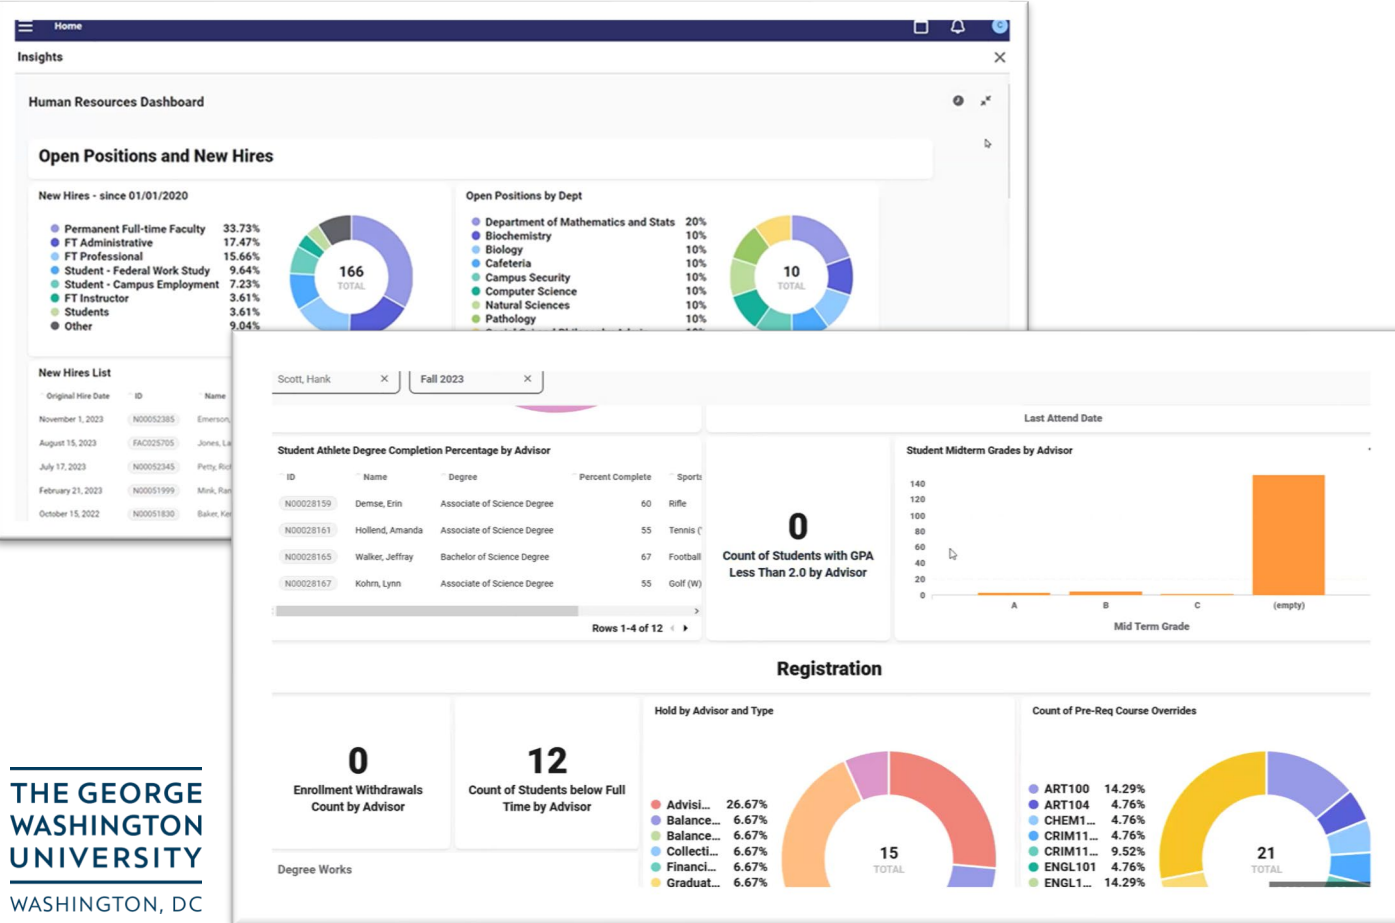 Home
C
Insights
Human Resources Dashboard
Open Positions and New Hires
New Hires - since 01/01/2020
Permanent Full-time Faculty 33.73%
FT Administrative 17.47%
FT Professional 15.66%
Student - Federal Work Study 9.64%
Student - Campus Employment 7.23%
FT Instructor 3.61%
Students 3.61%
Other 9.04%
166
TOTAL
Open Positions by Dept
Department of Mathematics and Stats 20%
Biochemistry 10%
Biology 10%
Cafeteria 10%
Campus Security 10%
Computer Science 10%
Natural Sciences 10%
Pathology 10%
10
TOTAL
New Hires List
Original Hire Date ID Name
November 1, 2023 N00052385 Emerson,
August 15, 2023 FAC025705 Jones, La
July 17, 2023 N00052345 Petty, Ric
February 21, 2023 N00051999 Mink, Ran
October 15, 2022 N00051830 Baker, Ke
Scott, Hank
Fall 2023
Last Attend Date
Student Athlete Degree Completion Percentage by Advisor
ID Name Degree Percent Complete Sports
N00028159 Demse, Erin Associate of Science Degree 60 Rifle
N00028161 Hollend, Amanda Associate of Science Degree 55 Tennis (
N00028165 Walker, Jeffray Bachelor of Science Degree 67 Football
N00028167 Kohrn, Lynn Associate of Science Degree 55 Golf (W)
Rows 1-4 of 12
0
Count of Students with GPA
Less Than 2.0 by Advisor
Student Midterm Grades by Advisor
140
120
100
80
60
40
20
0
A B C (empty)
Mid Term Grade
Registration
0
Enrollment Withdrawals
Count by Advisor
12
Count of Students below Full
Time by Advisor
Degree Works
Hold by Advisor and Type
Advisi... 26.67%
Balance... 6.67%
Balance... 6.67%
Collecti... 6.67%
Financi... 6.67%
Graduat... 6.67%
15
TOTAL
Count of Pre-Req Course Overrides
ART100 14.29%
ART104 4.76%
CHEM1... 4.76%
CRIM11... 4.76%
CRIM11... 9.52%
ENGL101 4.76%
ENGL1... 14.29%
21
TOTAL
THE GEORGE
WASHINGTON
UNIVERSITY
WASHINGTON, DC